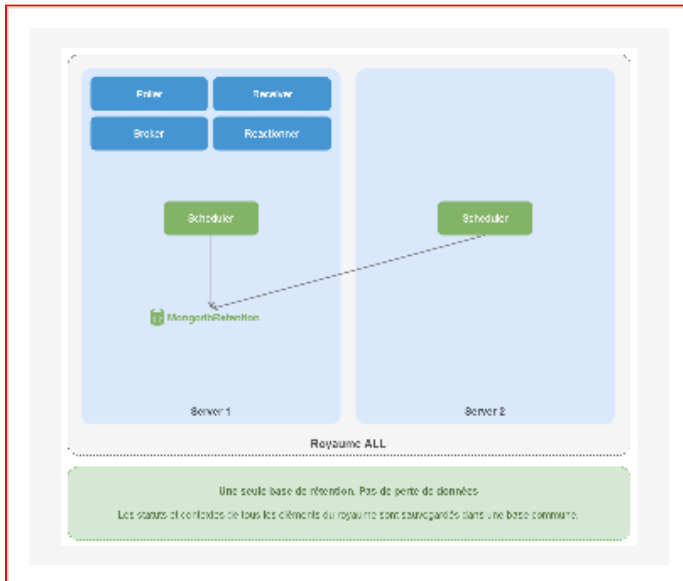 Poller
Receiver
Broker
Reactionner
Scheduler
Scheduler
MongodbRetention
Server 1
Server 2
Royaume ALL
Une seule base de rétention. Pas de perte de données
Les statuts et contextes de tous les éléments du royaume sont sauvegardés dans une base commune.